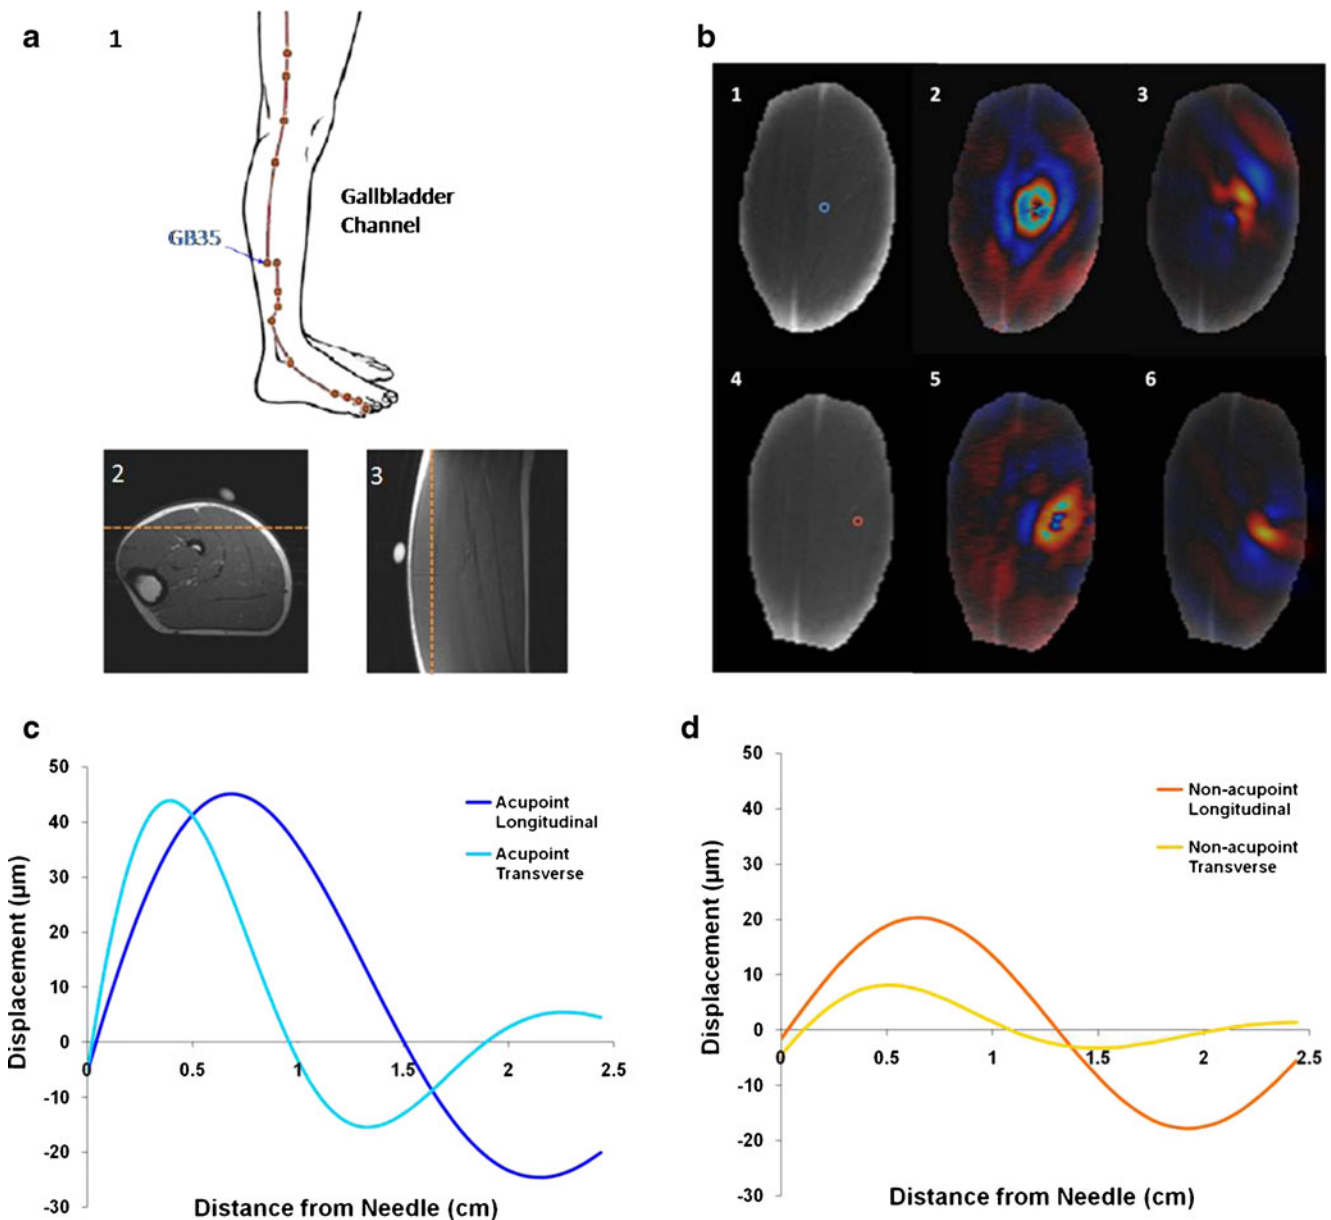 a
1
Gallbladder
Channel
GB35
2
3
b
1
2
3
4
5
6
c
50
40
30
20
10
0
-10
-20
-30
0
0.5
1
1.5
2
2.5
Displacement (μm)
Distance from Needle (cm)
Acupoint
Longitudinal
Acupoint
Transverse
d
50
40
30
20
10
0
-10
-20
-30
0
0.5
1
1.5
2
2.5
Displacement (μm)
Distance from Needle (cm)
Non-acupoint
Longitudinal
Non-acupoint
Transverse